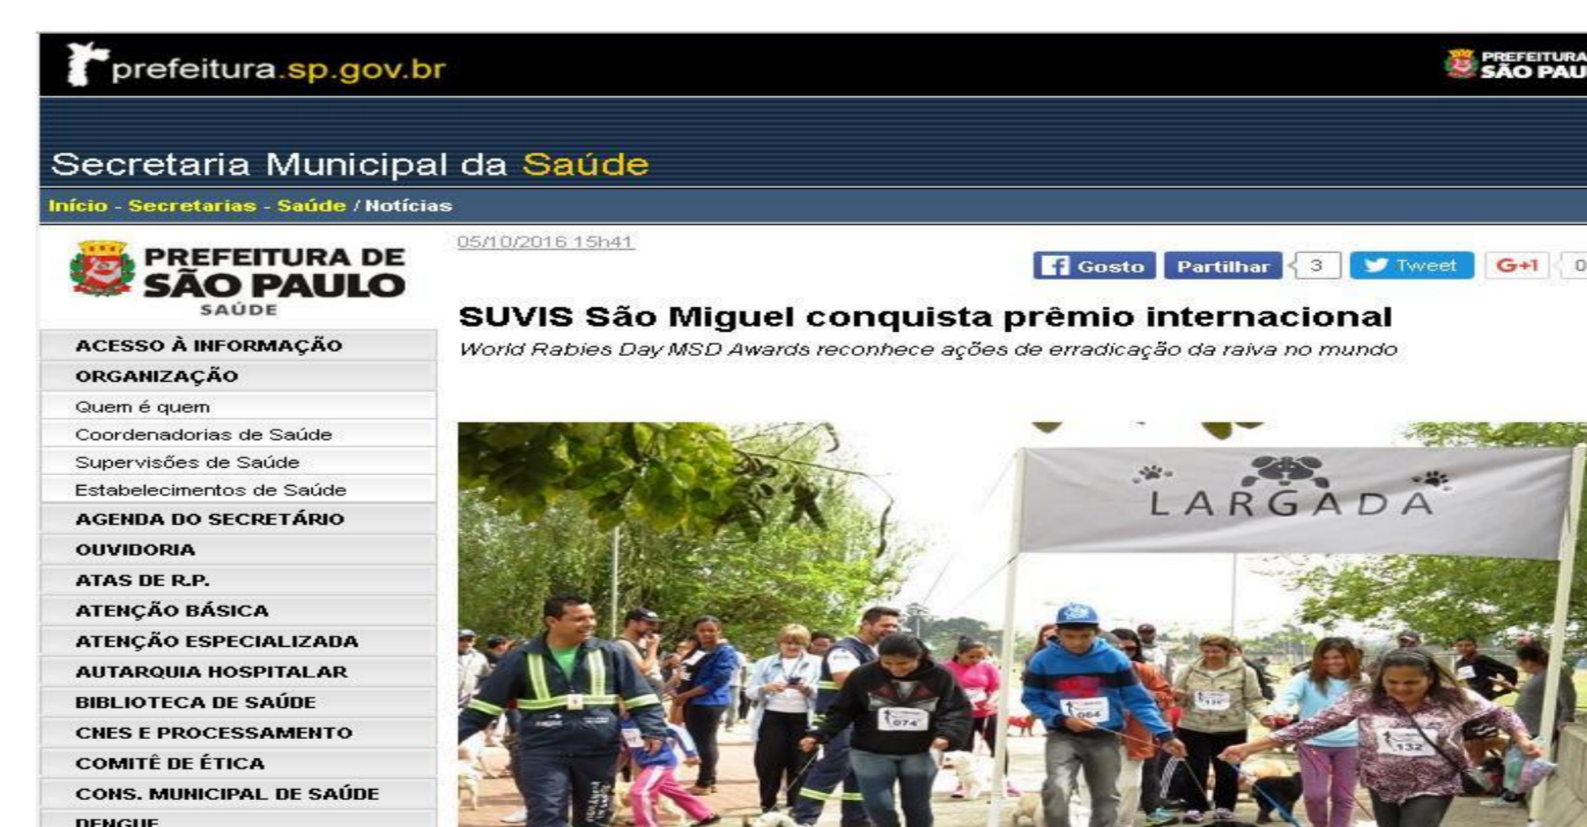 prefeitura.sp.gov.br
PREFEITURA
SÃO PAU
Secretaria Municipal da Saúde
Início - Secretarias - Saúde / Notícias
PREFEITURA DE
SÃO PAULO
SAÚDE
05/10/2016 15h41
Gosto Partilhar 3 Tweet G+1 0
SUVIS São Miguel conquista prêmio internacional
World Rabies Day MSD Awards reconhece ações de erradicação da raiva no mundo
ACESSO À INFORMAÇÃO
ORGANIZAÇÃO
Quem é quem
Coordenadorias de Saúde
Supervisões de Saúde
Estabelecimentos de Saúde
AGENDA DO SECRETÁRIO
OUVIDORIA
ATAS DE R.P.
ATENÇÃO BÁSICA
ATENÇÃO ESPECIALIZADA
AUTARQUIA HOSPITALAR
BIBLIOTECA DE SAÚDE
CNES E PROCESSAMENTO
COMITÊ DE ÉTICA
CONS. MUNICIPAL DE SAÚDE
DENGUE
LARGADA
074
064
132